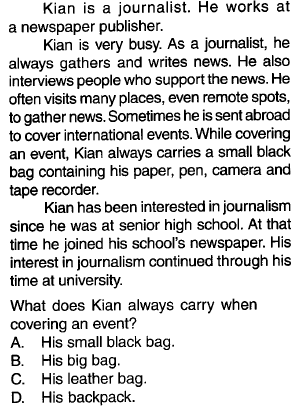 Kian is a journalist. He works at
a newspaper publisher.
Kian is very busy. As a journalist, he
always gathers and writes news. He also
interviews people who support the news. He
often visits many places, even remote spots,
to gather news. Sometimes he is sent abroad
to cover international events. While covering
an event, Kian always carries a small black
bag containing his paper, pen, camera and
tape recorder.
Kian has been interested in journalism
since he was at senior high school. At that
time he joined his school's newspaper. His
interest in journalism continued through his
time at university.
What does Kian always carry when
covering an event?
A. His small black bag.
B. His big bag.
C. His leather bag.
D. His backpack.